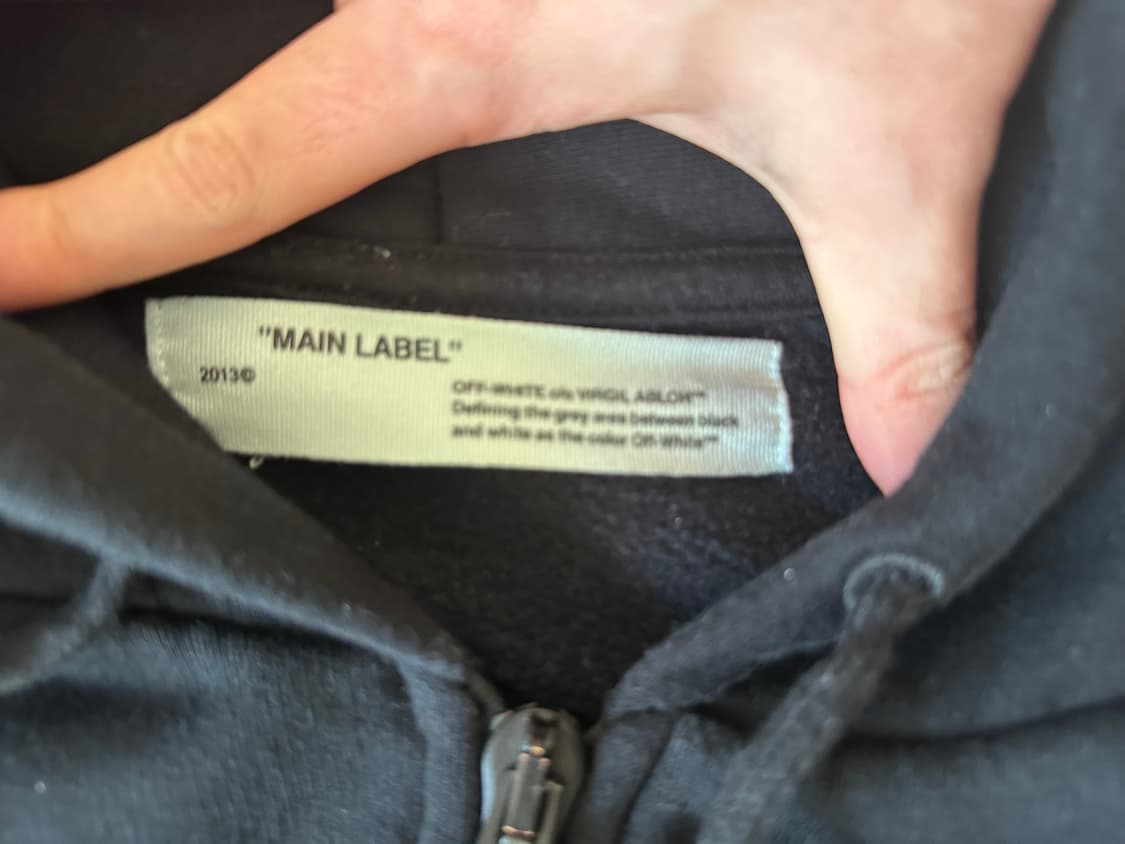 "MAIN LABEL"
2013©
OFF-WHITE c/o VIRGIL ABLOH™
Defining the grey area between black
and white as the color Off-White™